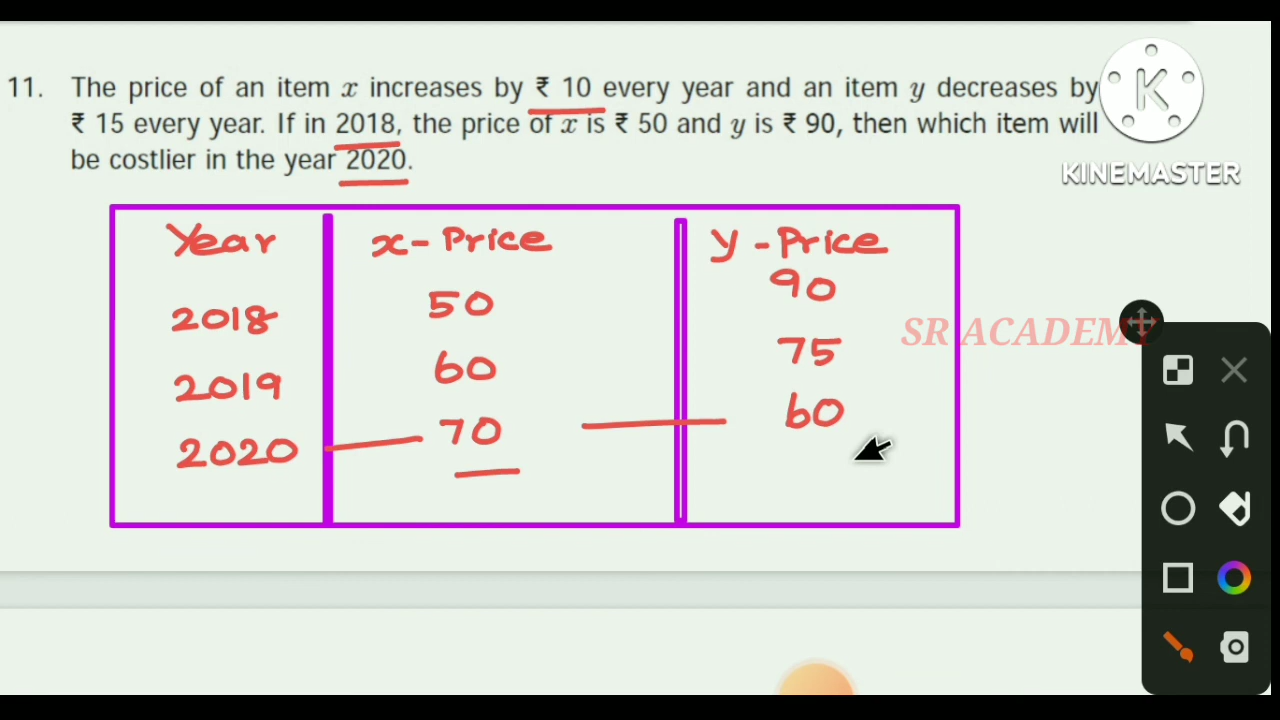 11. The price of an item x increases by ₹ 10 every year and an item y decreases by
₹ 15 every year. If in 2018, the price of x is ₹ 50 and y is ₹ 90, then which item will
be costlier in the year 2020.
K
KINEMASTER
Year x- Price y - Price
2018 50 90
2019 60 75
2020 70 60
SR ACADEMY